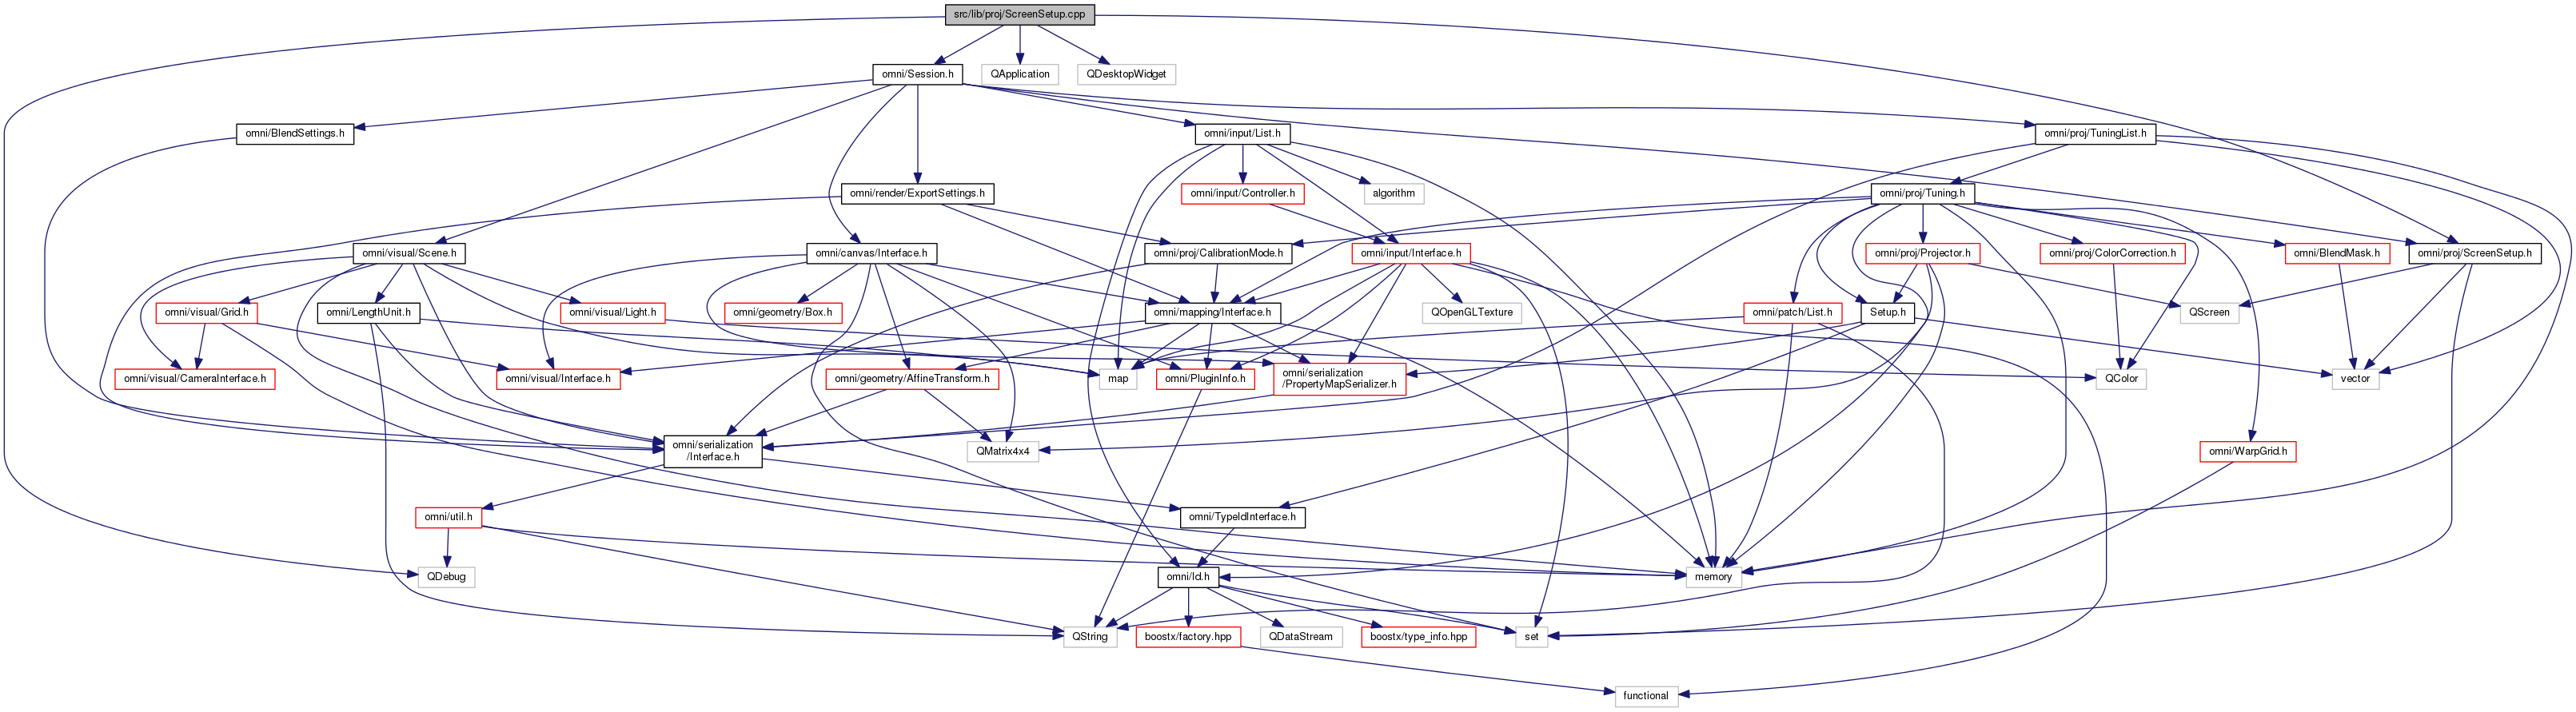 src/lib/proj/ScreenSetup.cpp
omni/Session.h
QApplication
QDesktopWidget
omni/BlendSettings.h
omni/input/List.h
omni/proj/TuningList.h
omni/render/ExportSettings.h
omni/input/Controller.h
algorithm
omni/proj/Tuning.h
omni/visual/Scene.h
omni/canvas/Interface.h
omni/proj/CalibrationMode.h
omni/input/Interface.h
omni/proj/Projector.h
omni/proj/ColorCorrection.h
omni/BlendMask.h
omni/proj/ScreenSetup.h
omni/visual/Grid.h
omni/LengthUnit.h
omni/visual/Light.h
omni/geometry/Box.h
omni/mapping/Interface.h
QOpenGLTexture
omni/patch/List.h
Setup.h
QScreen
omni/visual/CameraInterface.h
omni/visual/Interface.h
omni/geometry/AffineTransform.h
map
omni/PluginInfo.h
omni/serialization
/PropertyMapSerializer.h
QColor
vector
omni/serialization
/Interface.h
QMatrix4x4
omni/WarpGrid.h
omni/util.h
omni/TypeIdInterface.h
QDebug
omni/Id.h
memory
QString
boostx/factory.hpp
QDataStream
boostx/type_info.hpp
set
functional